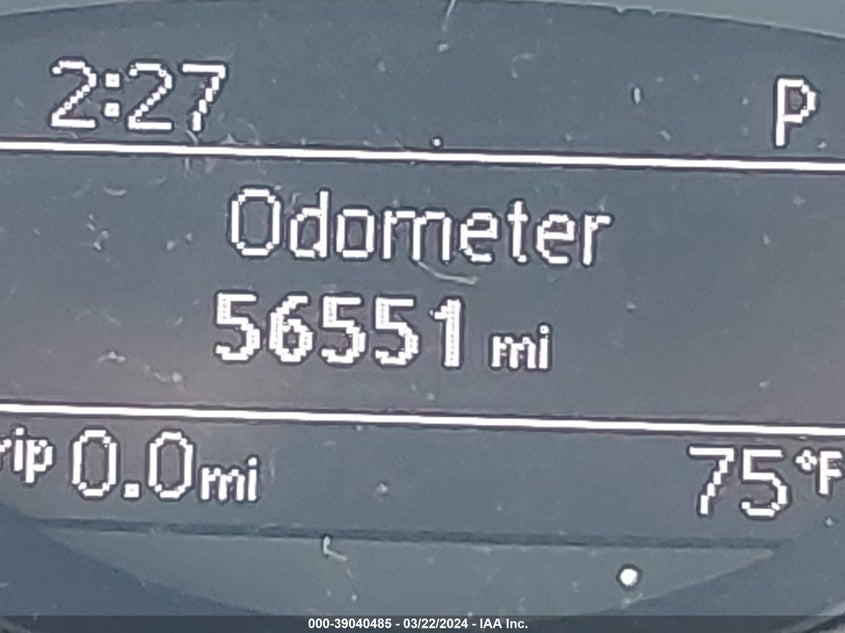 2:27 P
Odometer
56551 mi
rip 0.0mi 75°F
000-39040485 - 03/22/2024 - IAA Inc.